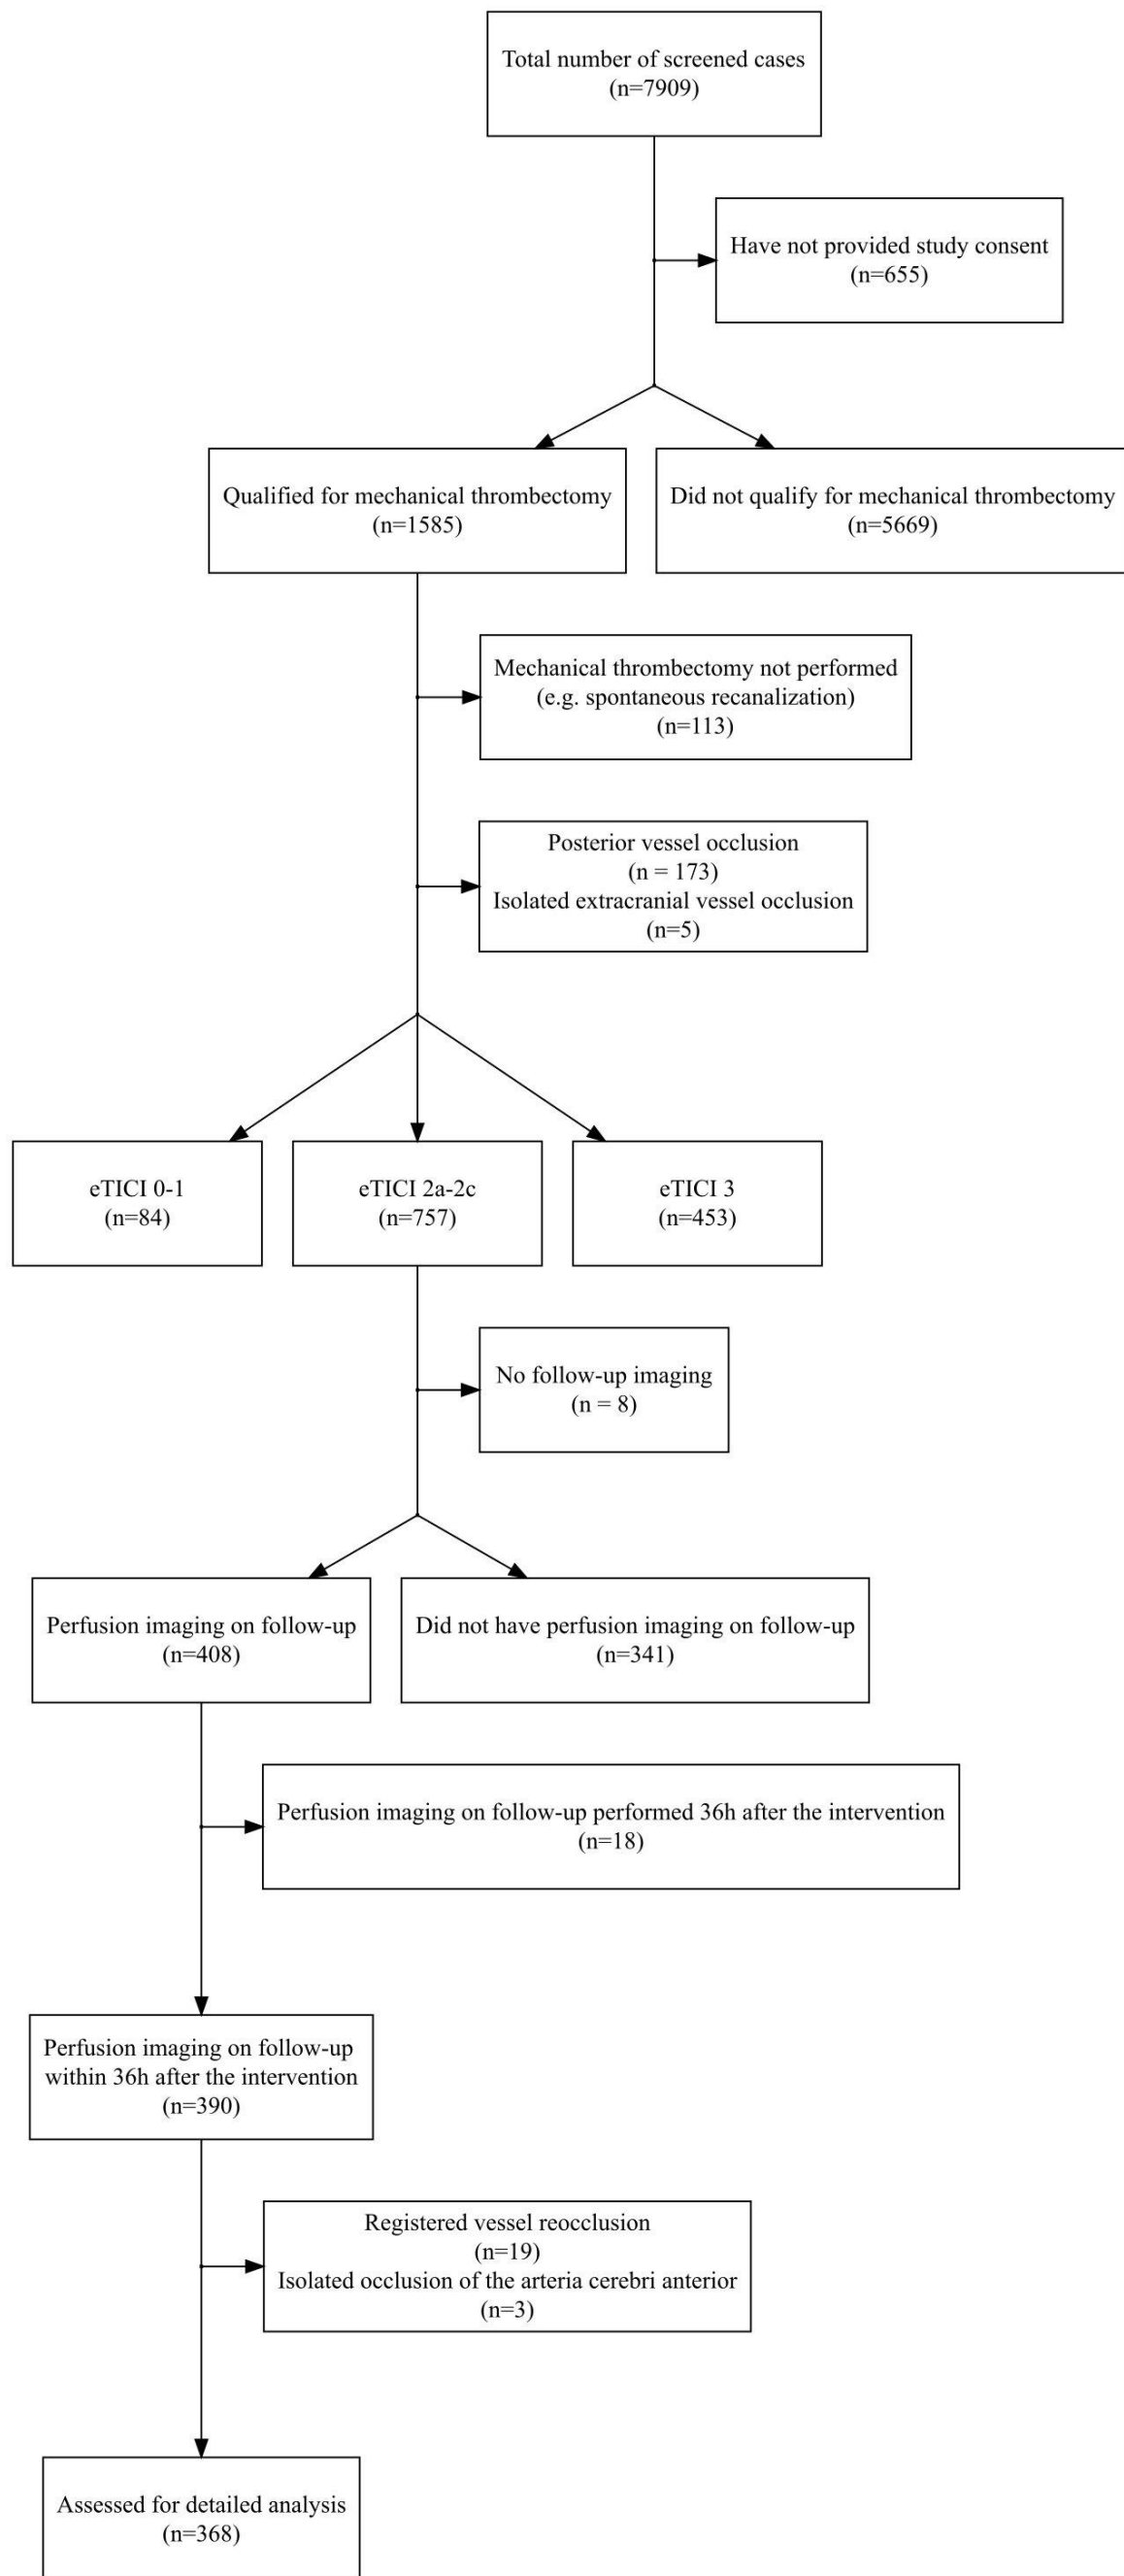 Total number of screened cases
(n=7909)
Have not provided study consent
(n=655)
Qualified for mechanical thrombectomy
(n=1585)
Did not qualify for mechanical thrombectomy
(n=5669)
Mechanical thrombectomy not performed
(e.g. spontaneous recanalization)
(n=113)
Posterior vessel occlusion
(n = 173)
Isolated extracranial vessel occlusion
(n=5)
eTICI 0-1
(n=84)
eTICI 2a-2c
(n=757)
eTICI 3
(n=453)
No follow-up imaging
(n = 8)
Perfusion imaging on follow-up
(n=408)
Did not have perfusion imaging on follow-up
(n=341)
Perfusion imaging on follow-up performed 36h after the intervention
(n=18)
Perfusion imaging on follow-up
within 36h after the intervention
(n=390)
Registered vessel reocclusion
(n=19)
Isolated occlusion of the arteria cerebri anterior
(n=3)
Assessed for detailed analysis
(n=368)